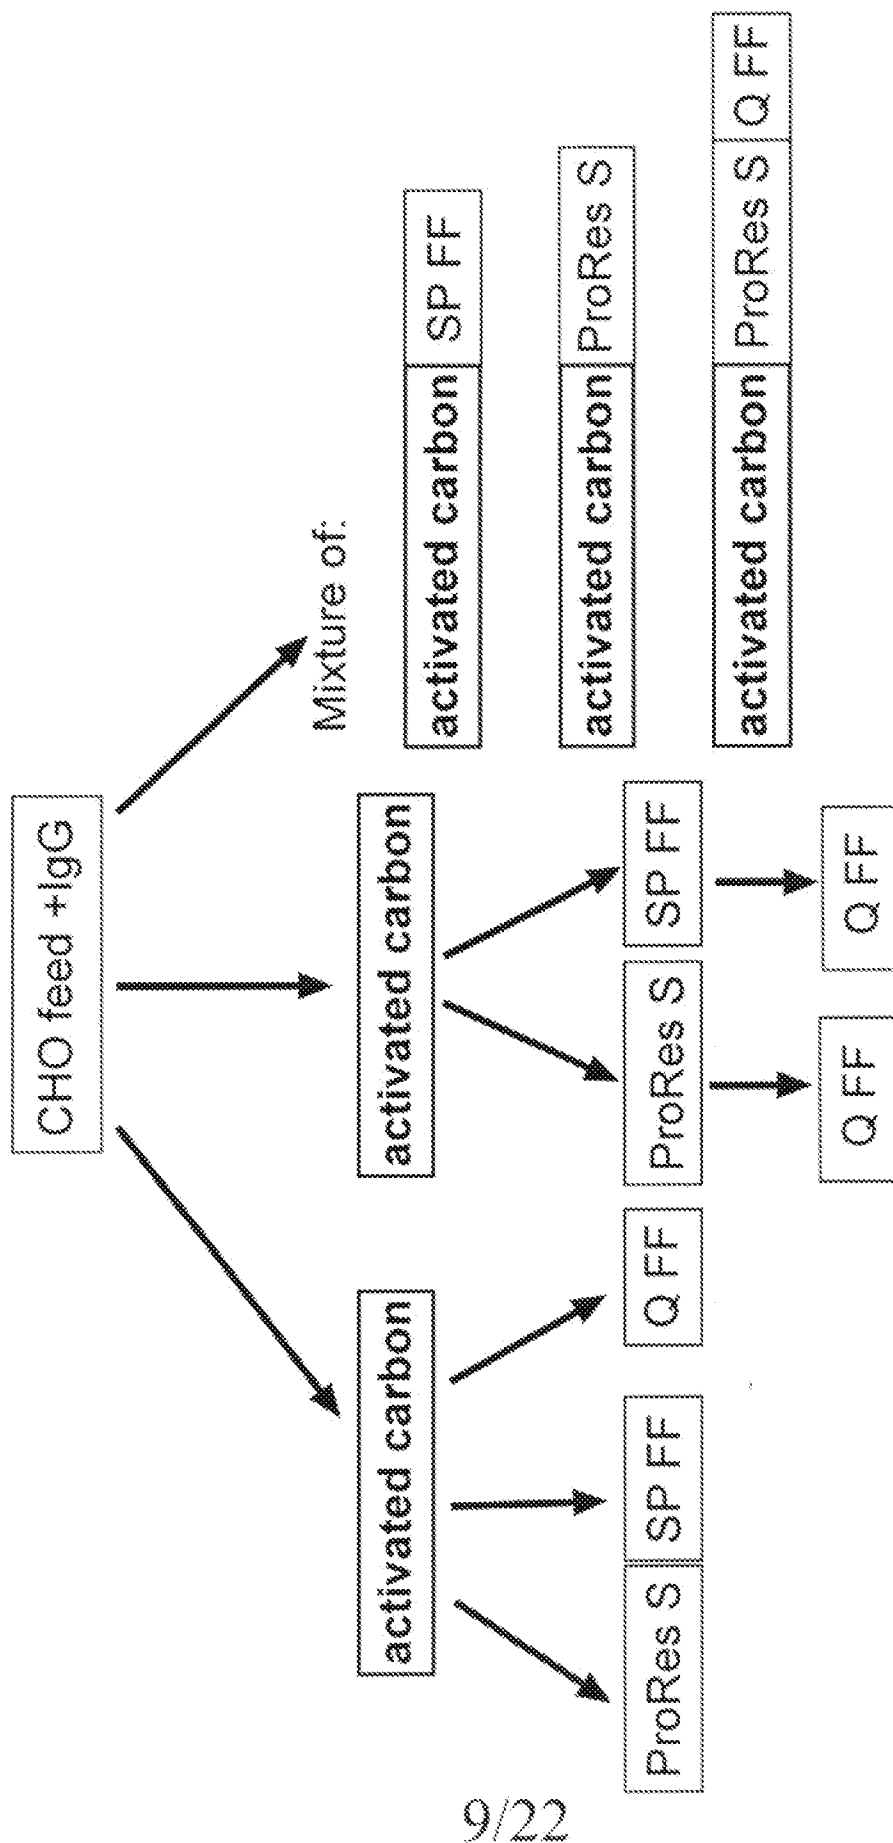 CHO feed +IgG
activated carbon
ProRes S
SP FF
Q FF
activated carbon
ProRes S
SP FF
Q FF
Q FF
Mixture of:
activated carbon SP FF
activated carbon ProRes S
activated carbon ProRes S Q FF
9/22